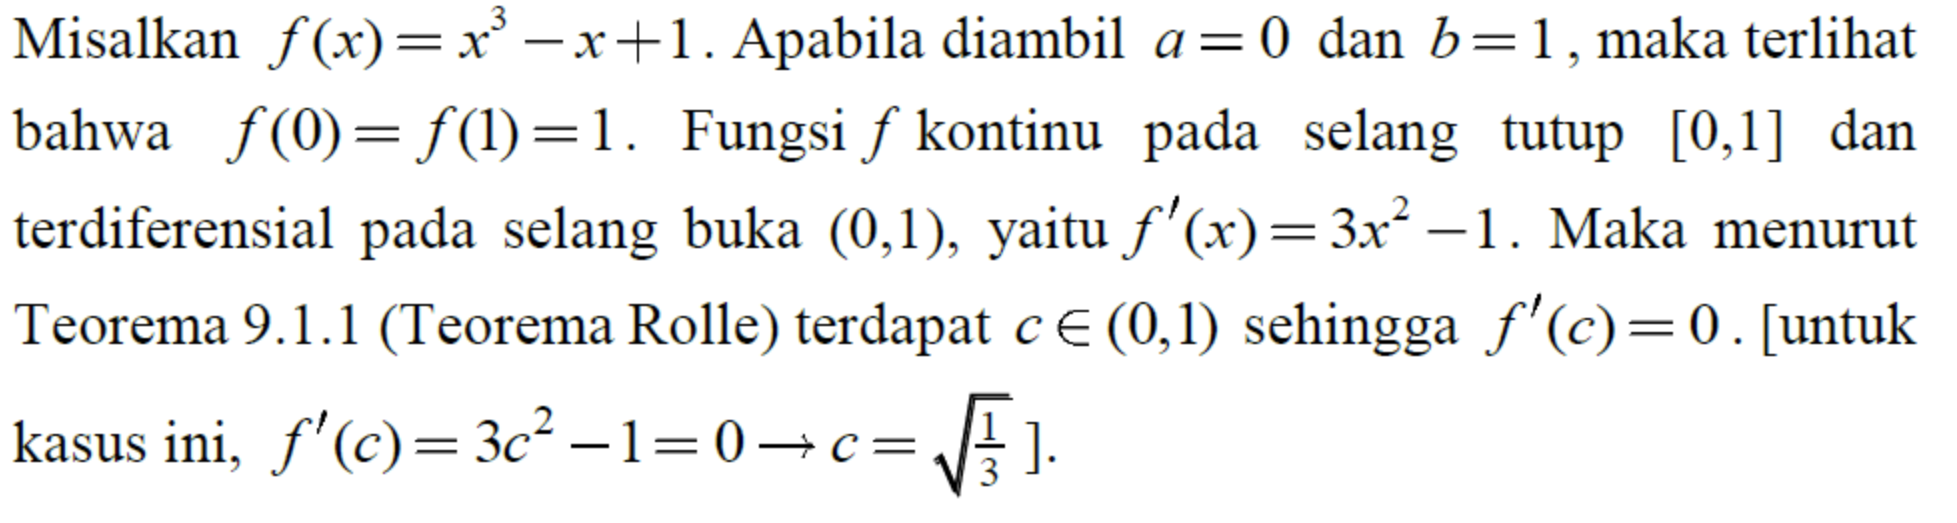 Misalkan f(x) = x³ − x + 1. Apabila diambil a = 0 dan b = 1, maka terlihat
bahwa f(0) = f(1) = 1. Fungsi f kontinu pada selang tutup [0,1] dan
terdiferensial pada selang buka (0,1), yaitu f′(x) = 3x² − 1. Maka menurut
Teorema 9.1.1 (Teorema Rolle) terdapat c ∈ (0,1) sehingga f′(c) = 0. [untuk
kasus ini, f′(c) = 3c² − 1 = 0 → c = √(1/3) ].